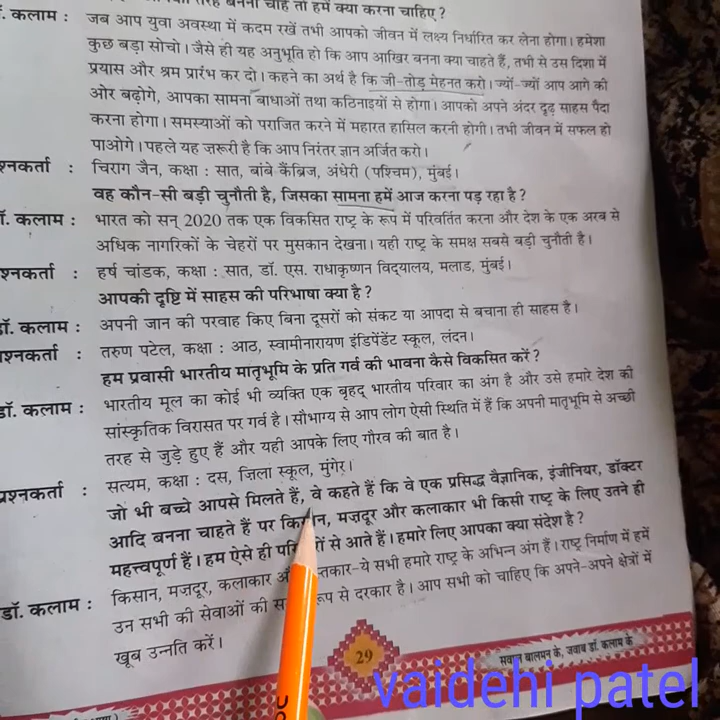 तरह बनना चाहें तो हमें क्या करना चाहिए ?
कलाम : जब आप युवा अवस्था में कदम रखें तभी आपको जीवन में लक्ष्य निर्धारित कर लेना होगा। हमेशा
कुछ बड़ा सोचो। जैसे ही यह अनुभूति हो कि आप आखिर बनना क्या चाहते हैं, तभी से उस दिशा में
प्रयास और श्रम प्रारंभ कर दो। कहने का अर्थ है कि जी-तोड़ मेहनत करो। ज्यों-ज्यों आप आगे की
ओर बढ़ोगे, आपका सामना बाधाओं तथा कठिनाइयों से होगा। आपको अपने अंदर दृढ़ साहस पैदा
करना होगा। समस्याओं को पराजित करने में महारत हासिल करनी होगी। तभी जीवन में सफल हो
पाओगे। पहले यह ज़रूरी है कि आप निरंतर ज्ञान अर्जित करो।
श्नकर्ता : चिराग जैन, कक्षा : सात, बांबे कैंब्रिज, अंधेरी (पश्चिम), मुंबई।
वह कौन-सी बड़ी चुनौती है, जिसका सामना हमें आज करना पड़ रहा है ?
ॉ. कलाम : भारत को सन् 2020 तक एक विकसित राष्ट्र के रूप में परिवर्तित करना और देश के एक अरब से
अधिक नागरिकों के चेहरों पर मुसकान देखना। यही राष्ट्र के समक्ष सबसे बड़ी चुनौती है।
श्नकर्ता : हर्ष चांडक, कक्षा : सात, डॉ. एस. राधाकृष्णन विद्यालय, मलाड, मुंबई।
आपकी दृष्टि में साहस की परिभाषा क्या है ?
डॉ. कलाम : अपनी जान की परवाह किए बिना दूसरों को संकट या आपदा से बचाना ही साहस है।
प्रश्नकर्ता : तरुण पटेल, कक्षा : आठ, स्वामीनारायण इंडिपेंडेंट स्कूल, लंदन।
हम प्रवासी भारतीय मातृभूमि के प्रति गर्व की भावना कैसे विकसित करें ?
डॉ. कलाम : भारतीय मूल का कोई भी व्यक्ति एक बृहद् भारतीय परिवार का अंग है और उसे हमारे देश की
सांस्कृतिक विरासत पर गर्व है। सौभाग्य से आप लोग ऐसी स्थिति में हैं कि अपनी मातृभूमि से अच्छी
तरह से जुड़े हुए हैं और यही आपके लिए गौरव की बात है।
प्रश्नकर्ता : सत्यम, कक्षा : दस, ज़िला स्कूल, मुंगेर।
जो भी बच्चे आपसे मिलते हैं, वे कहते हैं कि वे एक प्रसिद्ध वैज्ञानिक, इंजीनियर, डॉक्टर
आदि बनना चाहते हैं पर मज़दूर और कलाकार भी किसी राष्ट्र के लिए उतने ही
महत्त्वपूर्ण हैं। हम ऐसे ही से आते हैं। हमारे लिए आपका क्या संदेश है ?
डॉ. कलाम : किसान, मज़दूर, कलाकार ये सभी हमारे राष्ट्र के अभिन्न अंग हैं। राष्ट्र निर्माण में हमें
उन सभी की सेवाओं की रूप से दरकार है। आप सभी को चाहिए कि अपने-अपने क्षेत्रों में
खूब उन्नति करें।
29
सवाल बालमन के, जवाब डॉ. कलाम के
vaidehi patel